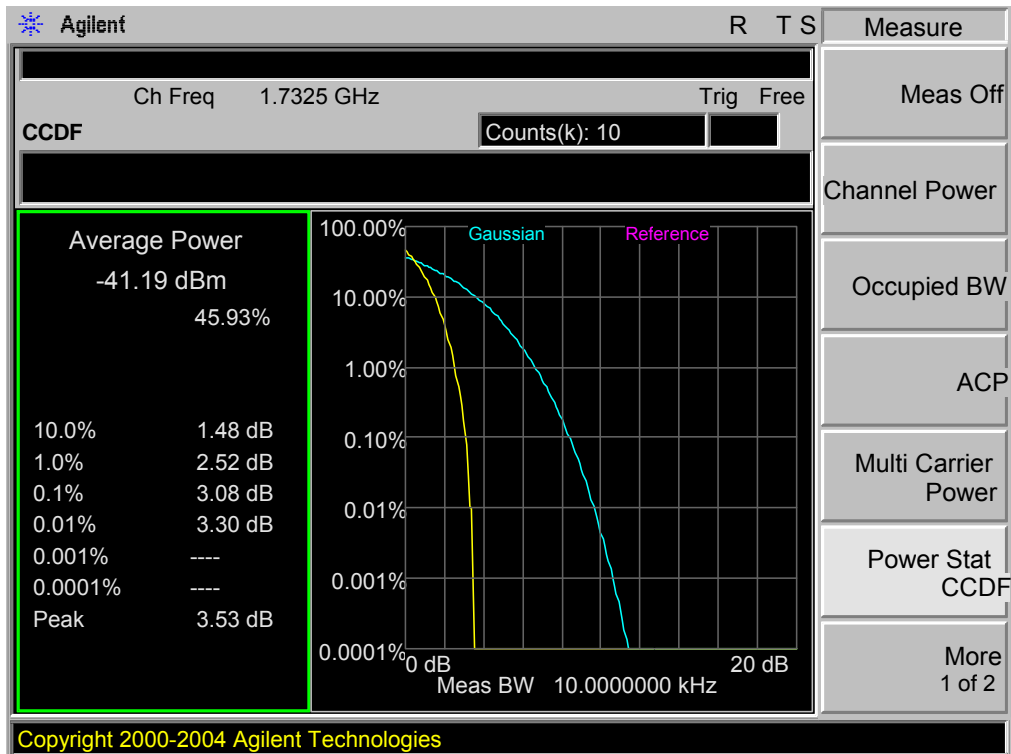 Agilent R T S Measure
Ch Freq 1.7325 GHz Trig Free
CCDF Counts(k): 10
Average Power
-41.19 dBm
45.93%
10.0% 1.48 dB
1.0% 2.52 dB
0.1% 3.08 dB
0.01% 3.30 dB
0.001% ----
0.0001% ----
Peak 3.53 dB
Gaussian Reference
100.00%
10.00%
1.00%
0.10%
0.01%
0.001%
0.0001%
0 dB 20 dB
Meas BW 10.0000000 kHz
Meas Off
Channel Power
Occupied BW
ACP
Multi Carrier
Power
Power Stat
CCDF
More
1 of 2
Copyright 2000-2004 Agilent Technologies